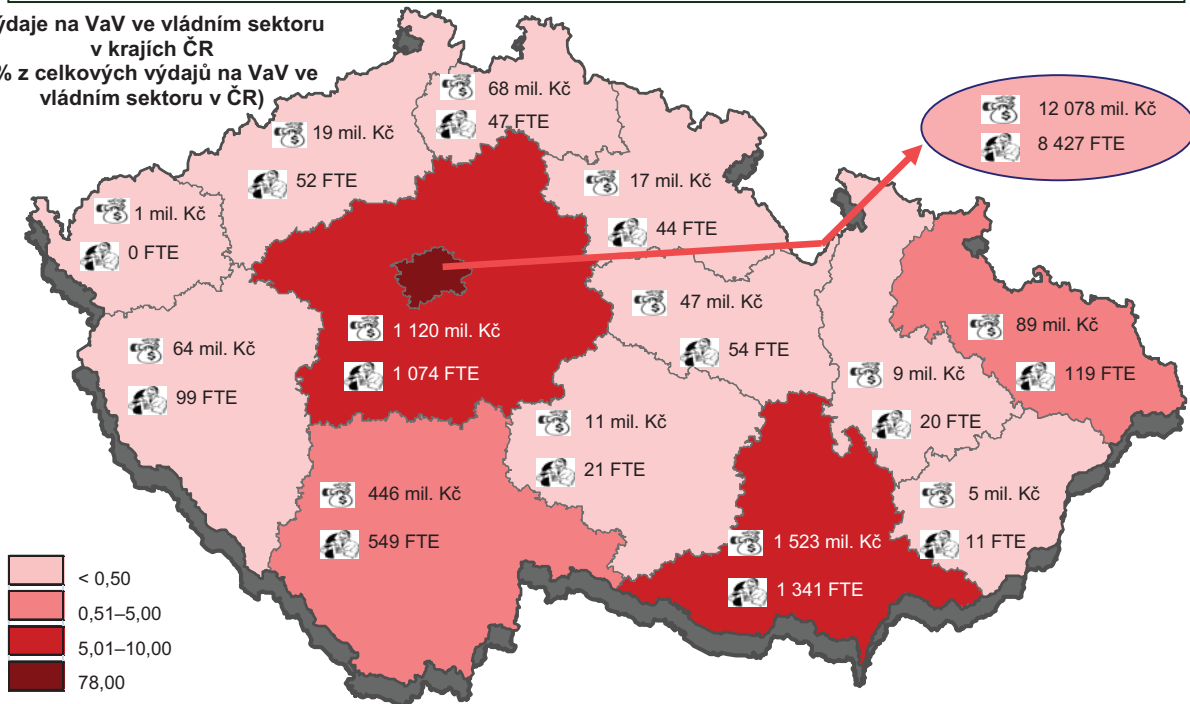 ýdaje na VaV ve vládním sektoru
v krajích ČR
% z celkových výdajů na VaV ve
vládním sektoru v ČR)
68 mil. Kč
47 FTE
12 078 mil. Kč
8 427 FTE
19 mil. Kč
52 FTE
17 mil. Kč
44 FTE
1 mil. Kč
0 FTE
47 mil. Kč
54 FTE
89 mil. Kč
119 FTE
1 120 mil. Kč
1 074 FTE
64 mil. Kč
99 FTE
9 mil. Kč
20 FTE
11 mil. Kč
21 FTE
446 mil. Kč
549 FTE
5 mil. Kč
11 FTE
1 523 mil. Kč
1 341 FTE
< 0,50
0,51–5,00
5,01–10,00
78,00